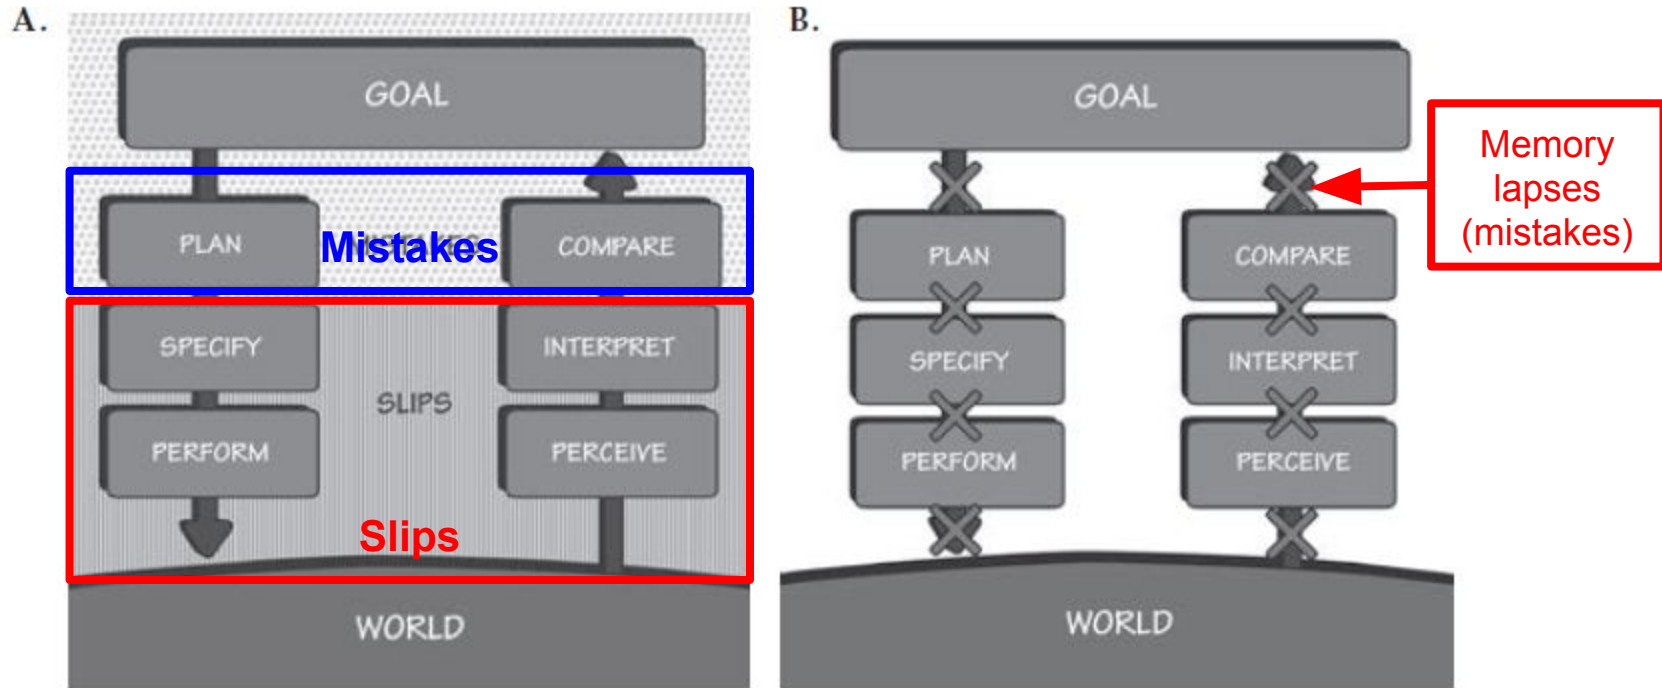 A.
GOAL
PLAN
Mistakes
COMPARE
SPECIFY
INTERPRET
SLIPS
PERFORM
PERCEIVE
Slips
WORLD
B.
GOAL
Memory
lapses
(mistakes)
PLAN
COMPARE
SPECIFY
INTERPRET
PERFORM
PERCEIVE
WORLD